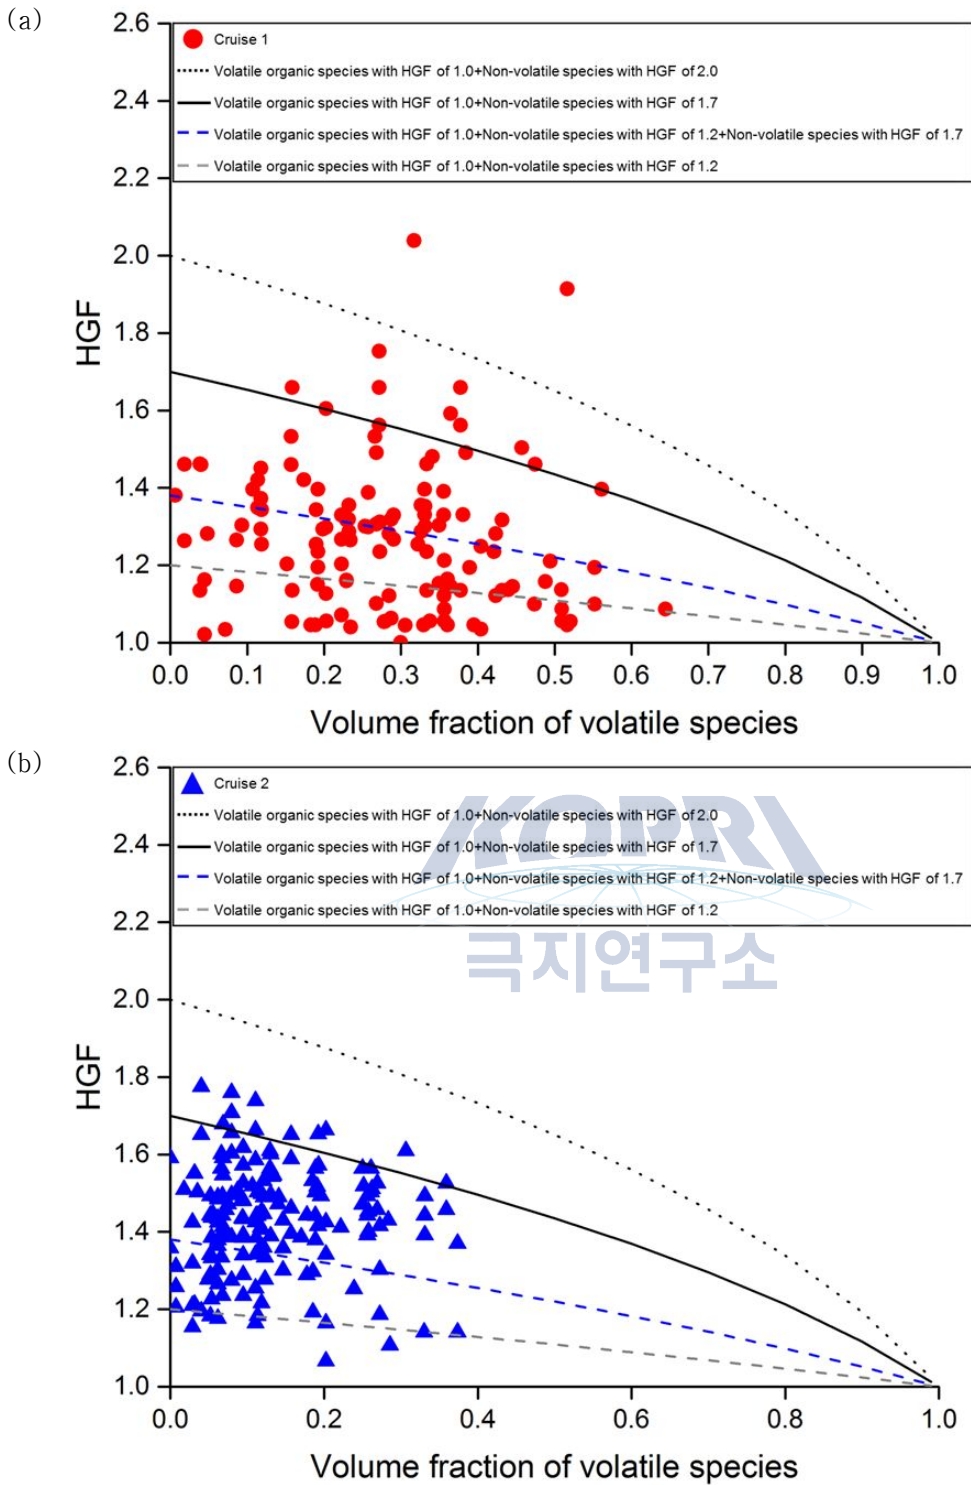 (a)
2.6
2.4
2.2
2.0
1.8
1.6
1.4
1.2
1.0
HGF
Cruise 1
Volatile organic species with HGF of 1.0+Non-volatile species with HGF of 2.0
Volatile organic species with HGF of 1.0+Non-volatile species with HGF of 1.7
Volatile organic species with HGF of 1.0+Non-volatile species with HGF of 1.2+Non-volatile species with HGF of 1.7
Volatile organic species with HGF of 1.0+Non-volatile species with HGF of 1.2
0.0 0.1 0.2 0.3 0.4 0.5 0.6 0.7 0.8 0.9 1.0
Volume fraction of volatile species
(b)
2.6
2.4
2.2
2.0
1.8
1.6
1.4
1.2
1.0
HGF
Cruise 2
Volatile organic species with HGF of 1.0+Non-volatile species with HGF of 2.0
Volatile organic species with HGF of 1.0+Non-volatile species with HGF of 1.7
Volatile organic species with HGF of 1.0+Non-volatile species with HGF of 1.2+Non-volatile species with HGF of 1.7
Volatile organic species with HGF of 1.0+Non-volatile species with HGF of 1.2
KOPRI
극지연구소
0.0 0.2 0.4 0.6 0.8 1.0
Volume fraction of volatile species